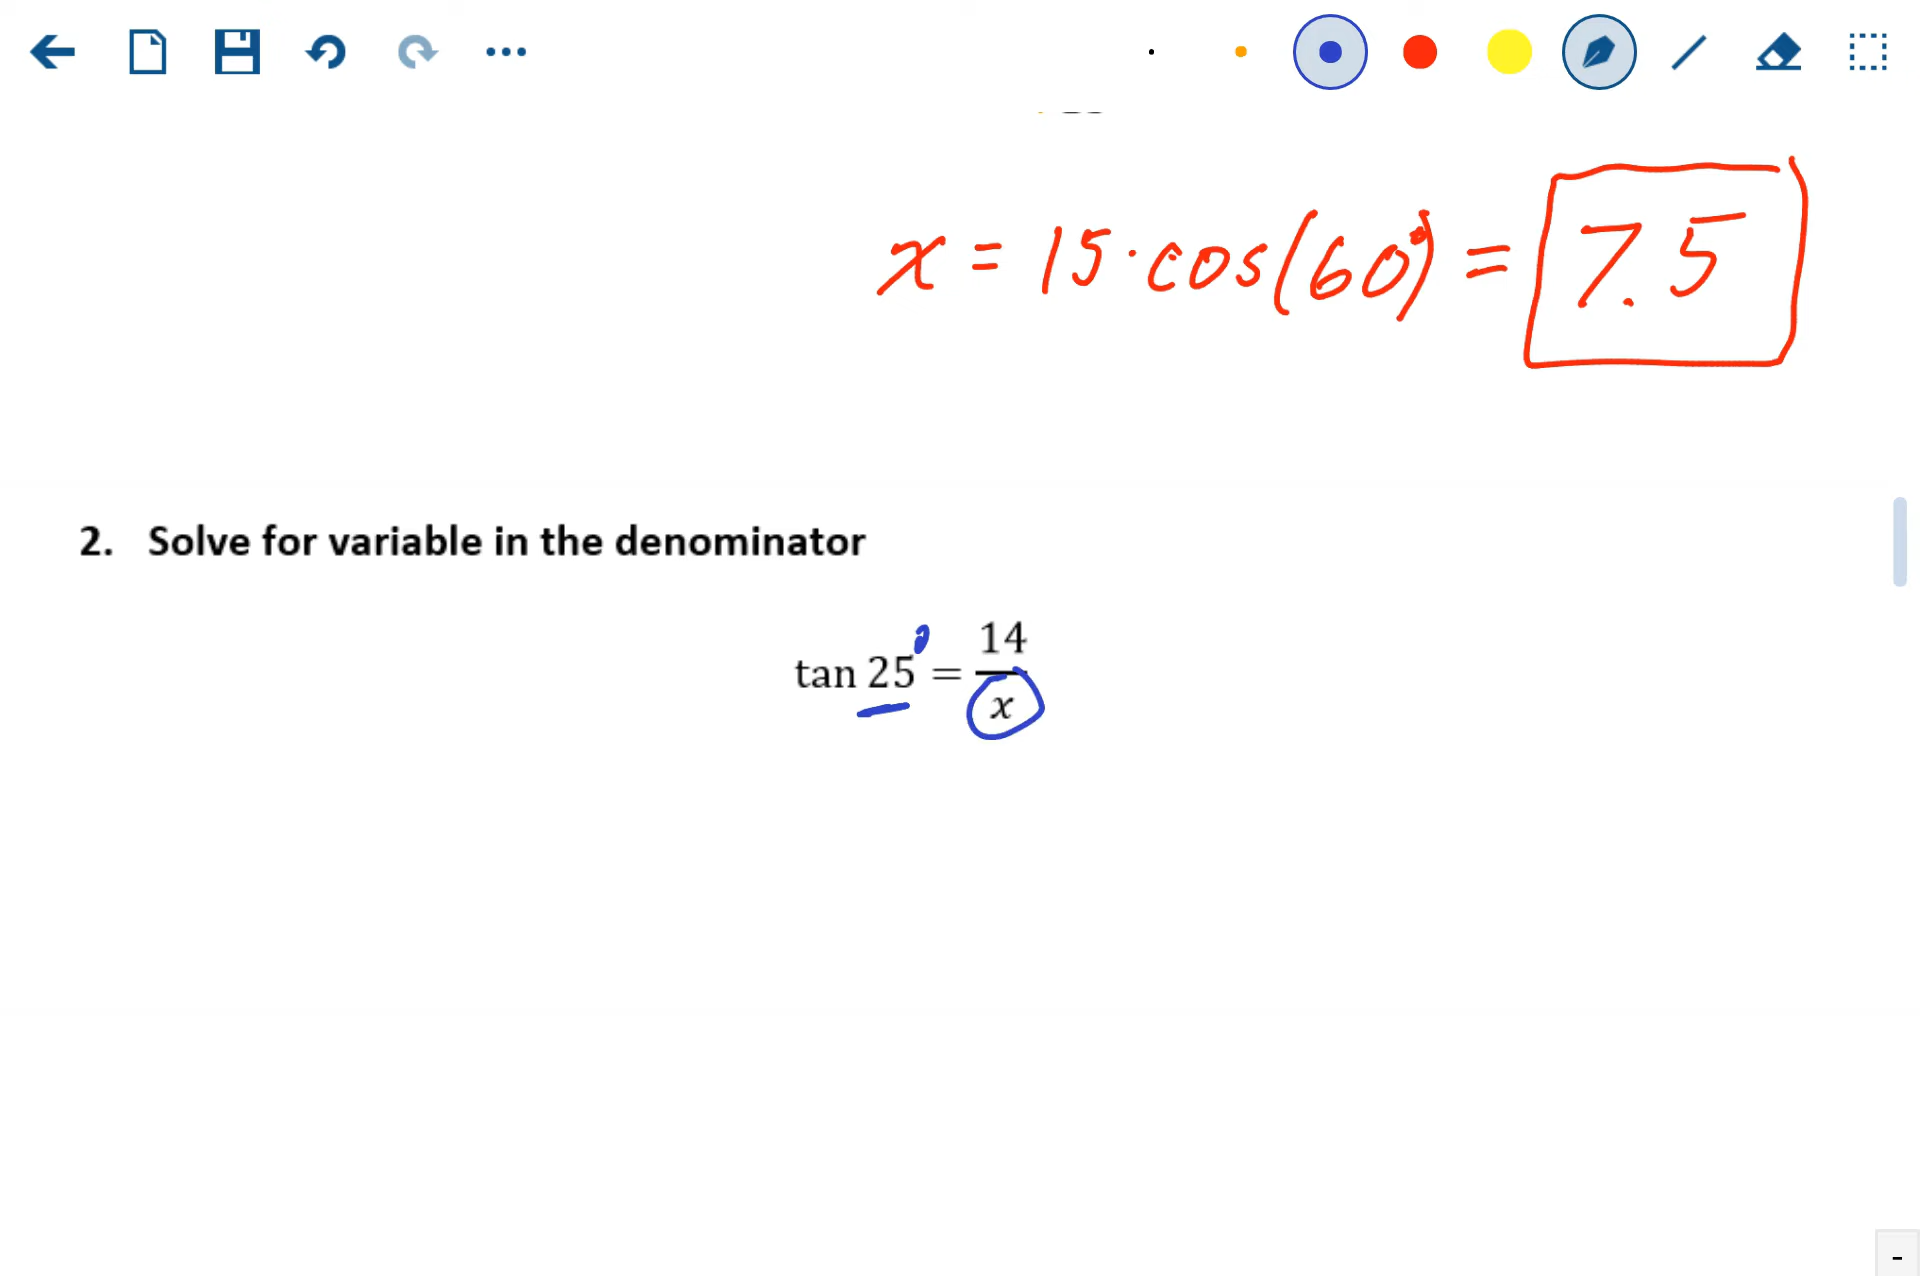 x = 15·cos(60°) = 7.5
2. Solve for variable in the denominator
tan 25° = 14/x